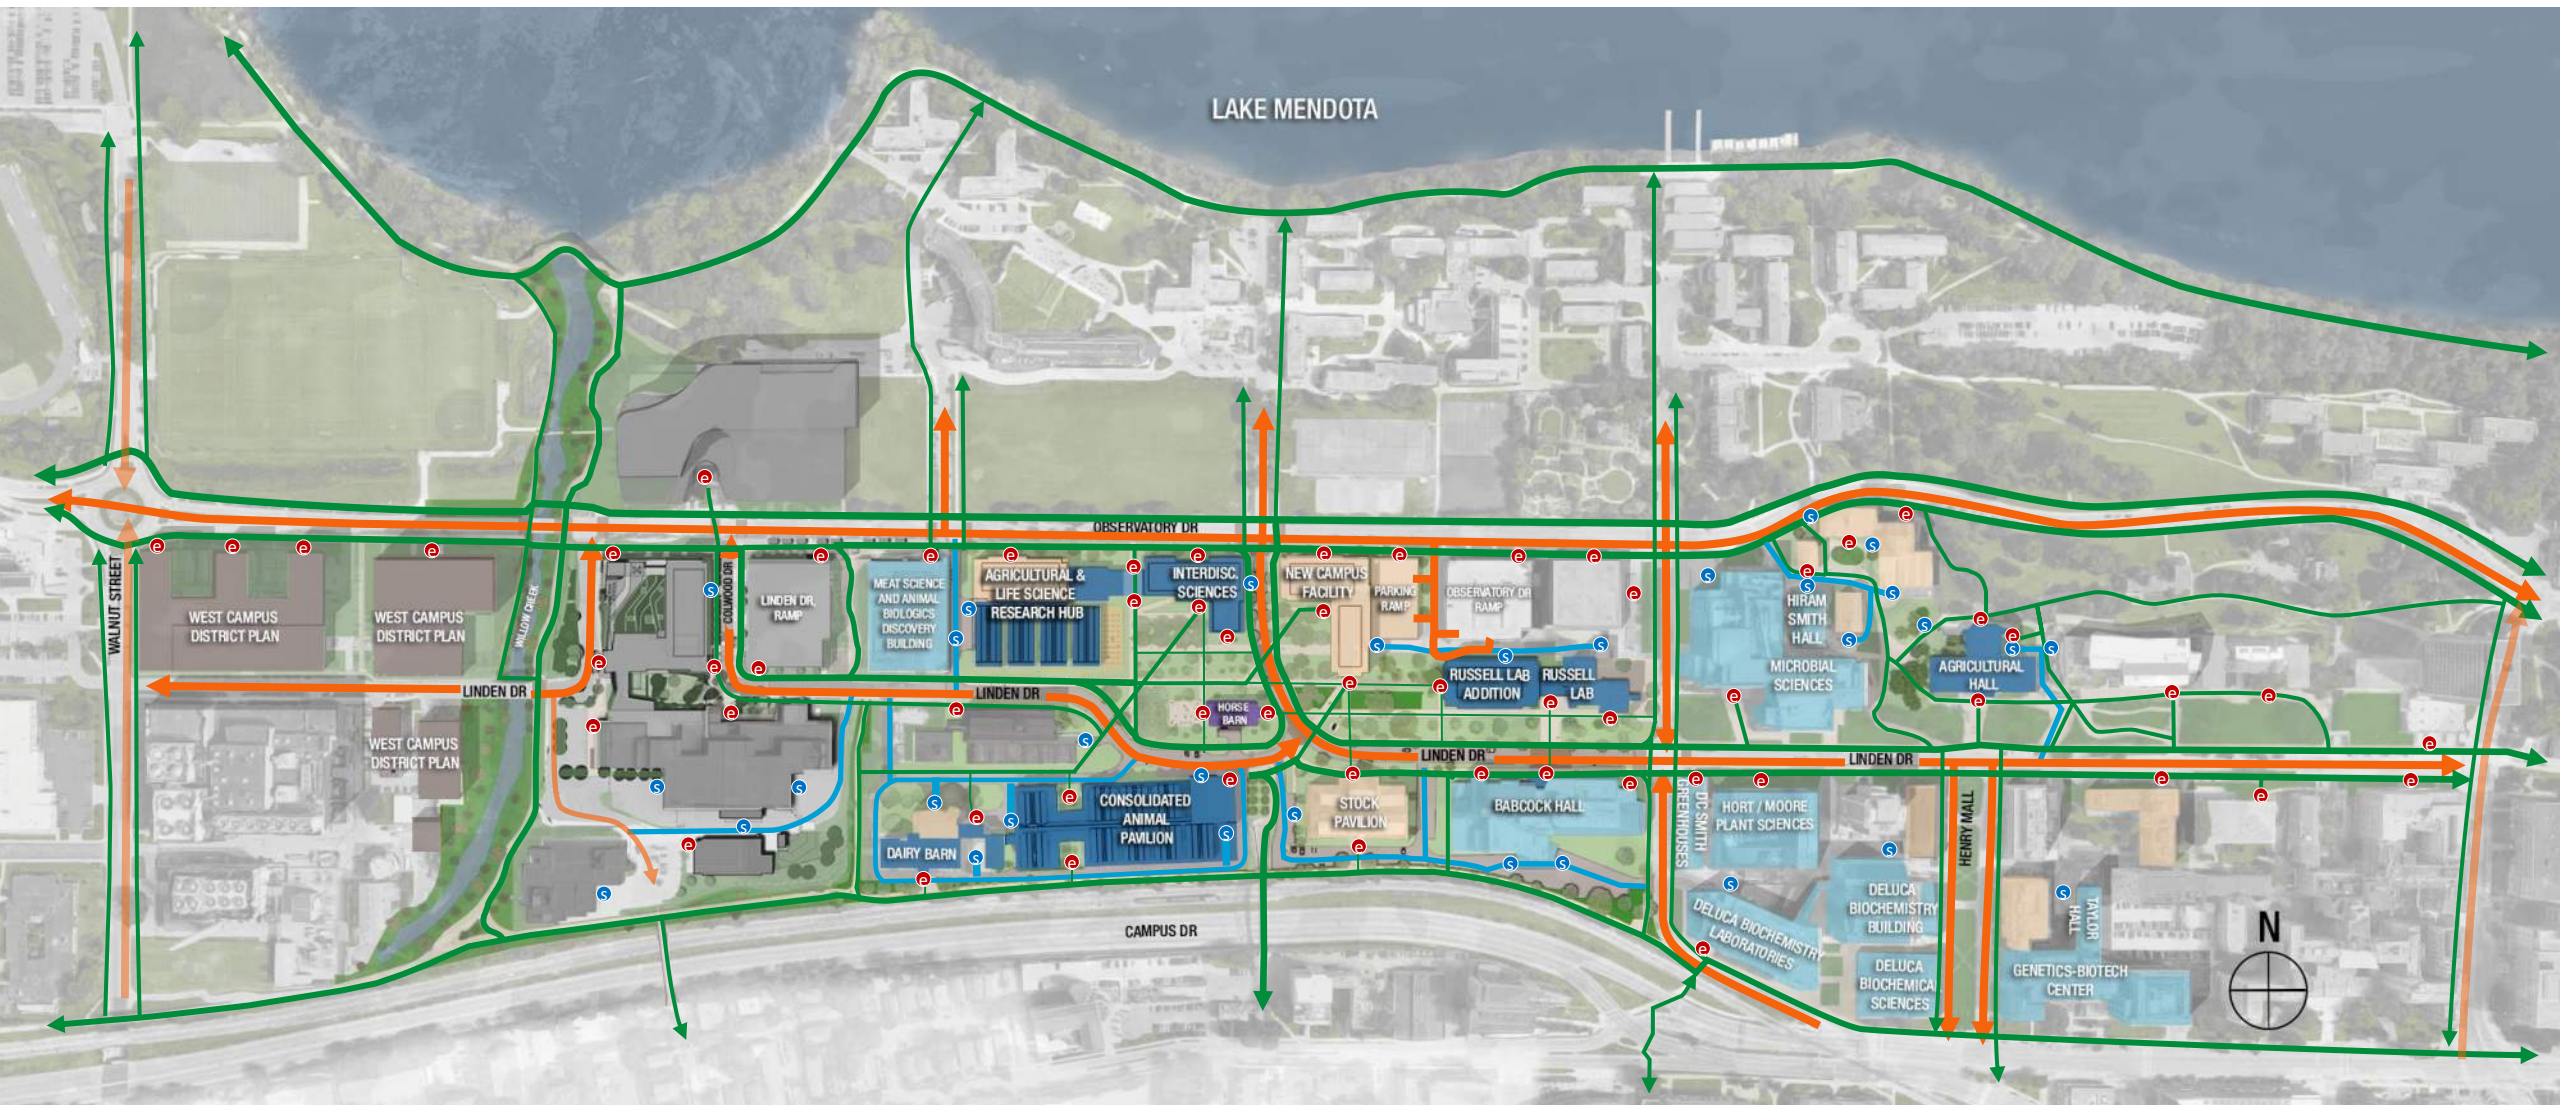 LAKE MENDOTA
OBSERVATORY DR
WALNUT STREET
WEST CAMPUS
DISTRICT PLAN
WEST CAMPUS
DISTRICT PLAN
WILLOW CREEK
COLWOOD DR
LINDEN DR,
RAMP
MEAT SCIENCE
AND ANIMAL
BIOLOGICS
DISCOVERY
BUILDING
AGRICULTURAL &
LIFE SCIENCE
RESEARCH HUB
INTERDISC.
SCIENCES
NEW CAMPUS
FACILITY
PARKING
RAMP
OBSERVATORY DR
RAMP
HIRAM
SMITH
HALL
MICROBIAL
SCIENCES
AGRICULTURAL
HALL
RUSSELL LAB
ADDITION
RUSSELL
LAB
LINDEN DR
LINDEN DR
HORSE
BARN
WEST CAMPUS
DISTRICT PLAN
LINDEN DR
LINDEN DR
CONSOLIDATED
ANIMAL
PAVILION
DAIRY BARN
STOCK
PAVILION
BABCOCK HALL
DC SMITH
GREENHOUSES
HORT / MOORE
PLANT SCIENCES
HENRY MALL
DELUCA
BIOCHEMISTRY
BUILDING
DELUCA BIOCHEMISTRY
LABORATORIES
DELUCA
BIOCHEMICAL
SCIENCES
TAYLOR
HALL
GENETICS-BIOTECH
CENTER
CAMPUS DR
N